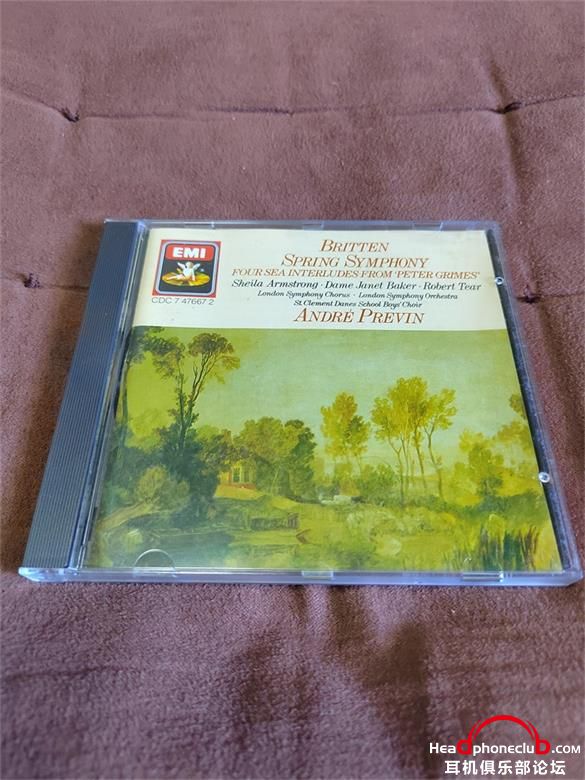 EMI
CDC 7 47667 2
BRITTEN
SPRING SYMPHONY
FOUR SEA INTERLUDES FROM 'PETER GRIMES'
Sheila Armstrong · Dame Janet Baker · Robert Tear
London Symphony Chorus · London Symphony Orchestra
St Clement Danes School Boys' Choir
ANDRÉ PREVIN
Headphoneclub.com
耳机俱乐部论坛